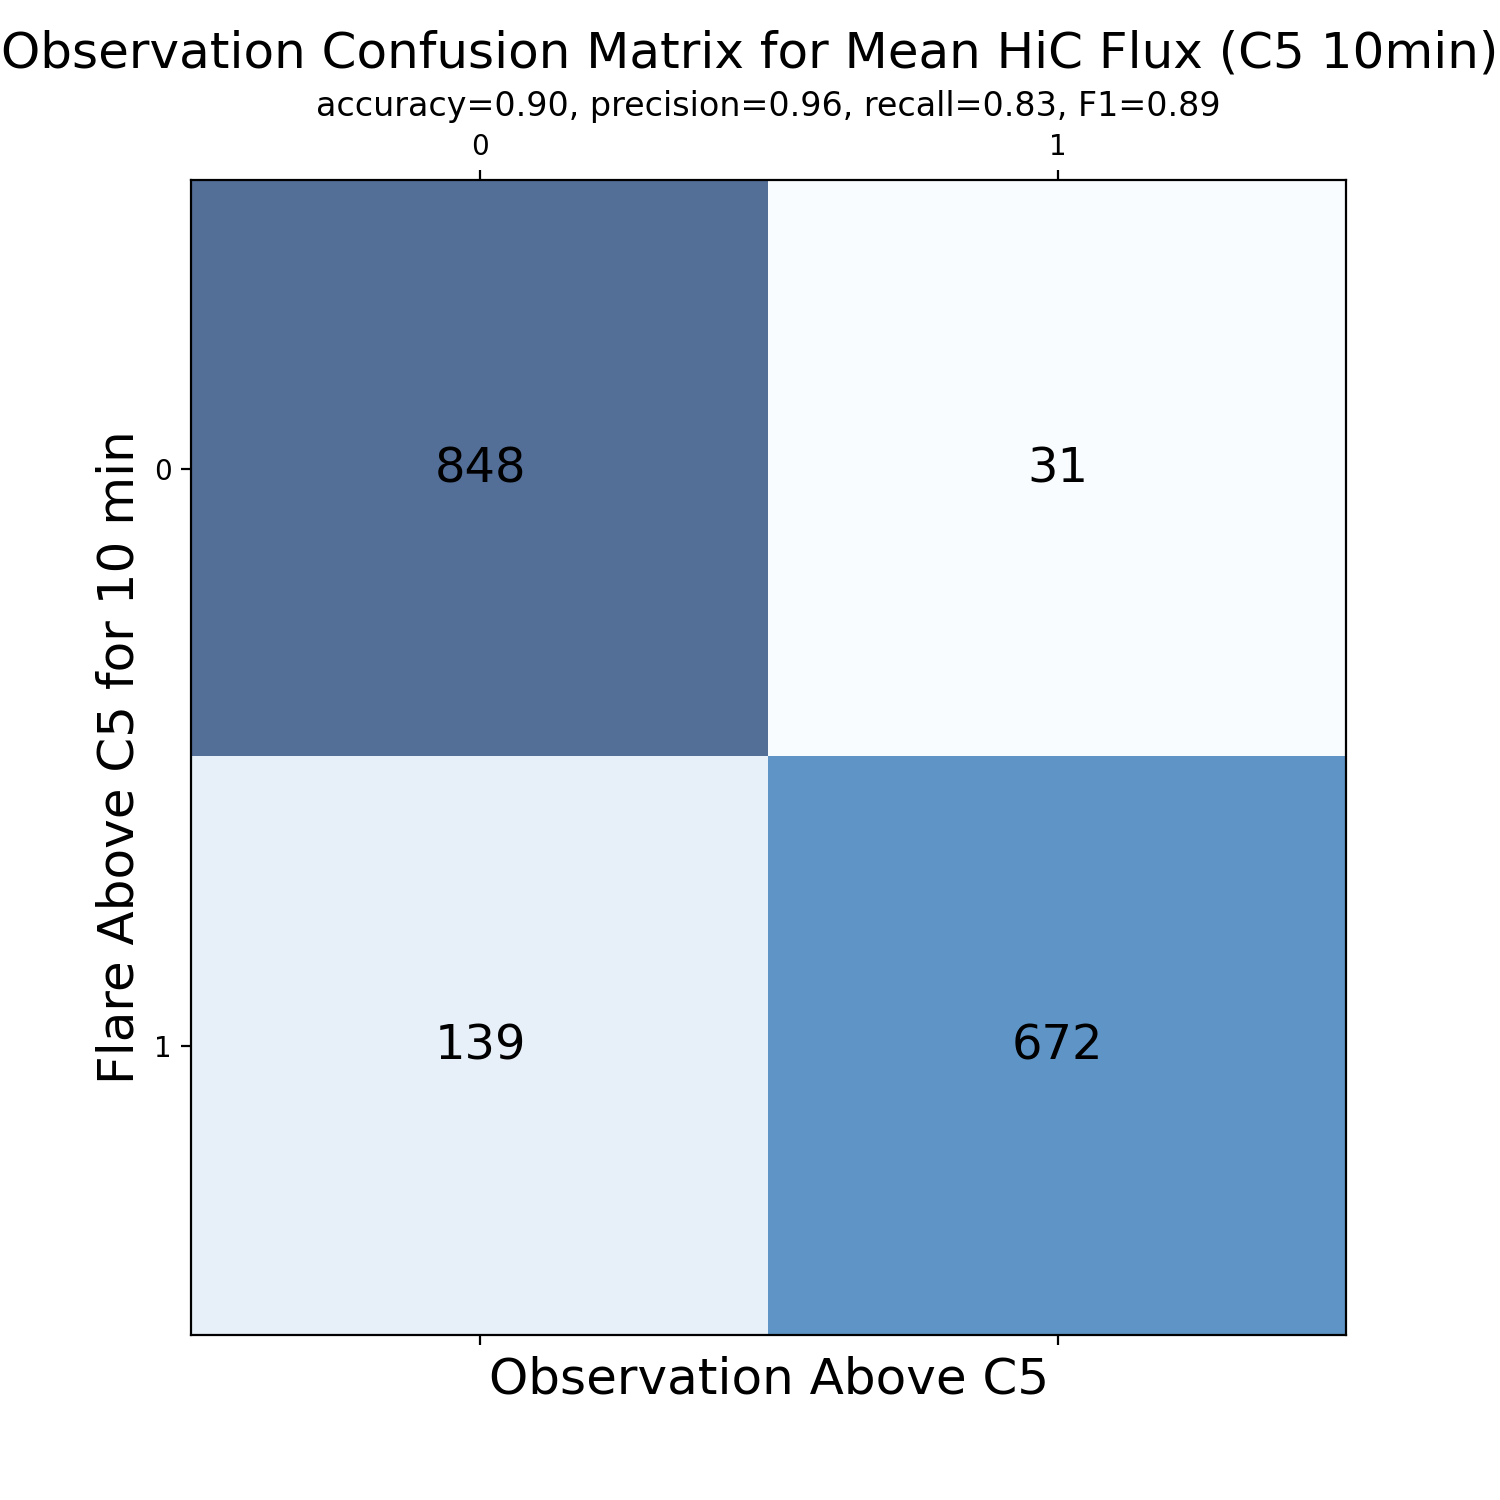 Observation Confusion Matrix for Mean HiC Flux (C5 10min)
accuracy=0.90, precision=0.96, recall=0.83, F1=0.89
0 1
Flare Above C5 for 10 min
0 848 31
1 139 672
Observation Above C5